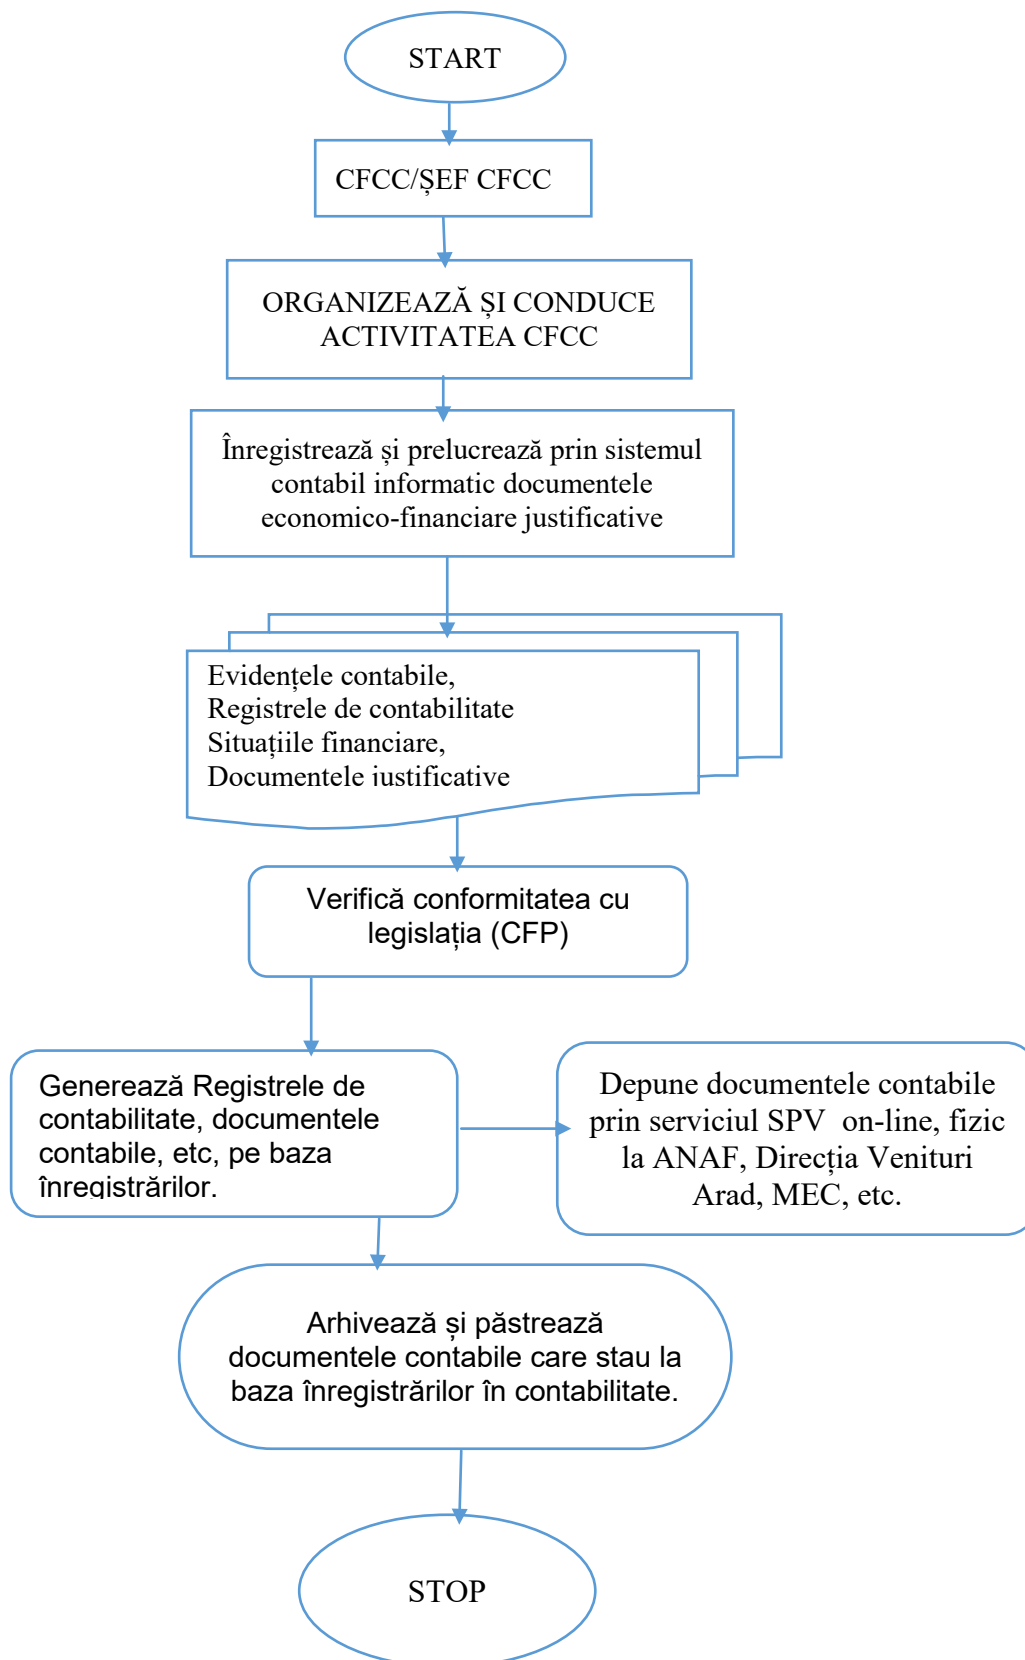 START
CFCC/ȘEF CFCC
ORGANIZEAZĂ ȘI CONDUCE
ACTIVITATEA CFCC
Înregistrează și prelucrează prin sistemul
contabil informatic documentele
economico-financiare justificative
Evidențele contabile,
Registrele de contabilitate
Situațiile financiare,
Documentele justificative
Verifică conformitatea cu
legislația (CFP)
Generează Registrele de
contabilitate, documentele
contabile, etc, pe baza
înregistrărilor.
Depune documentele contabile
prin serviciul SPV on-line, fizic
la ANAF, Direcția Venituri
Arad, MEC, etc.
Arhivează și păstrează
documentele contabile care stau la
baza înregistrărilor în contabilitate.
STOP